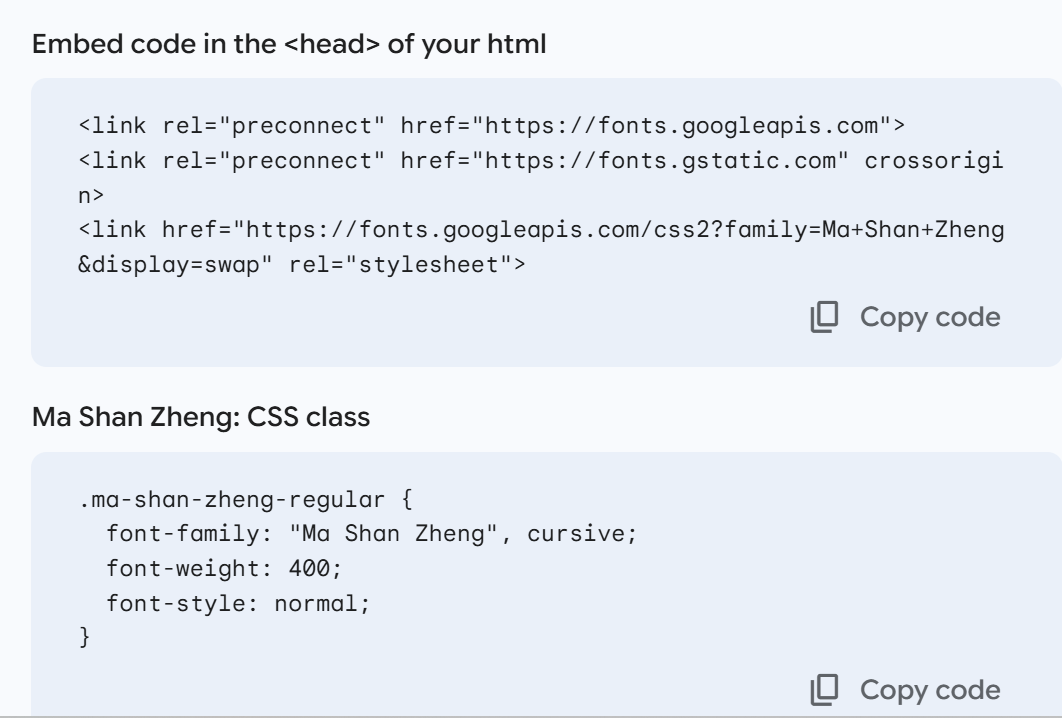 Embed code in the <head> of your html
<link rel="preconnect" href="https://fonts.googleapis.com">
<link rel="preconnect" href="https://fonts.gstatic.com" crossorigi
n>
<link href="https://fonts.googleapis.com/css2?family=Ma+Shan+Zheng
&display=swap" rel="stylesheet">
Copy code
Ma Shan Zheng: CSS class
.ma-shan-zheng-regular {
  font-family: "Ma Shan Zheng", cursive;
  font-weight: 400;
  font-style: normal;
}
Copy code